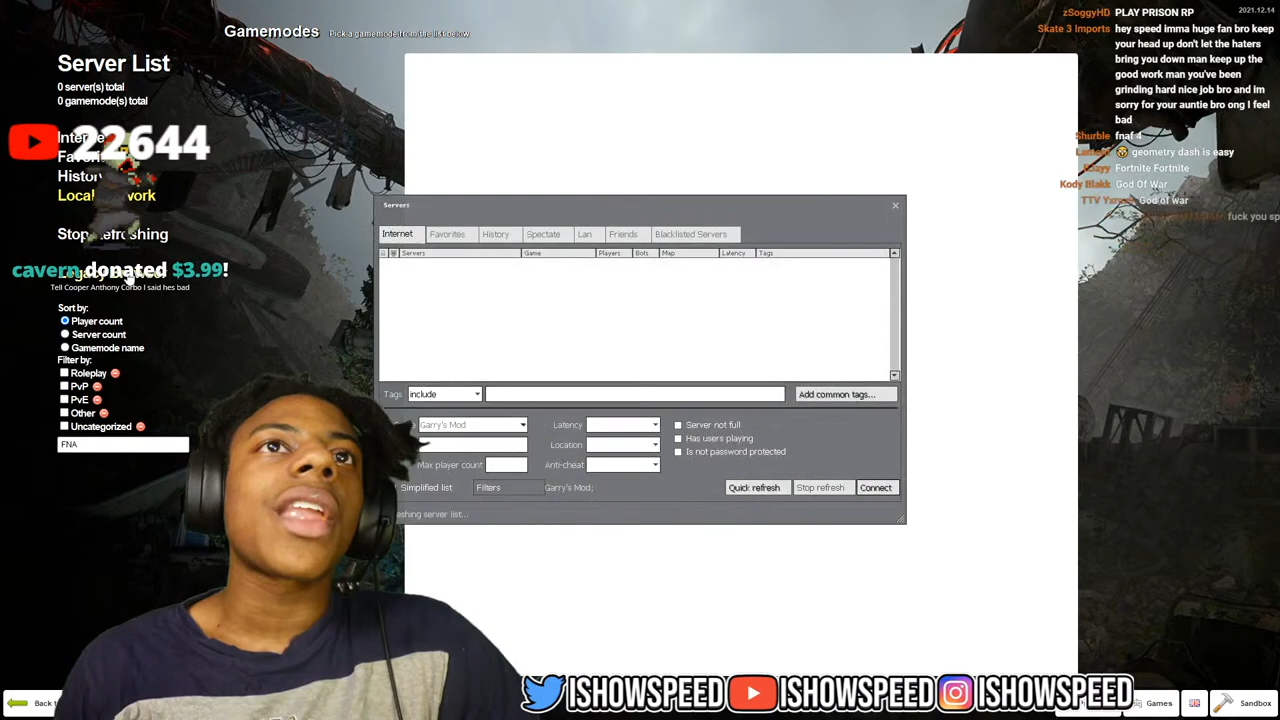 Gamemodes Pick a gamemode from the list below
2021.12.14
Server List
0 server(s) total
0 gamemode(s) total
22644
Stop
cavern donated $3.99!
Tell Cooper Anthony Corbo I said hes bad
Sort by:
Player count
Server count
Gamemode name
Filter by:
Roleplay
PvP
PvE
Other
Uncategorized
FNA
Servers
Internet Favorites History Spectate Lan Friends Blacklisted Servers
Servers Game Players Bots Map Latency Tags
Tags include Add common tags...
Garry's Mod Latency Server not full
Location Has users playing
Is not password protected
Max player count Anti-cheat
Simplified list Filters Garry's Mod; Quick refresh Stop refresh Connect
server list...
zSoggyHD PLAY PRISON RP
Skate 3 Imports hey speed imma huge fan bro keep
your head up don't let the haters
bring you down man keep up the
good work man you've been
grinding hard nice job bro and im
sorry for your auntie bro ong I feel
bad
Shurble fnaf 4
geometry dash is easy
Fortnite Fortnite
Kody Blakk God Of War
TTV God of war
fuck you sp
ISHOWSPEED ISHOWSPEED ISHOWSPEED
Back
Games Sandbox